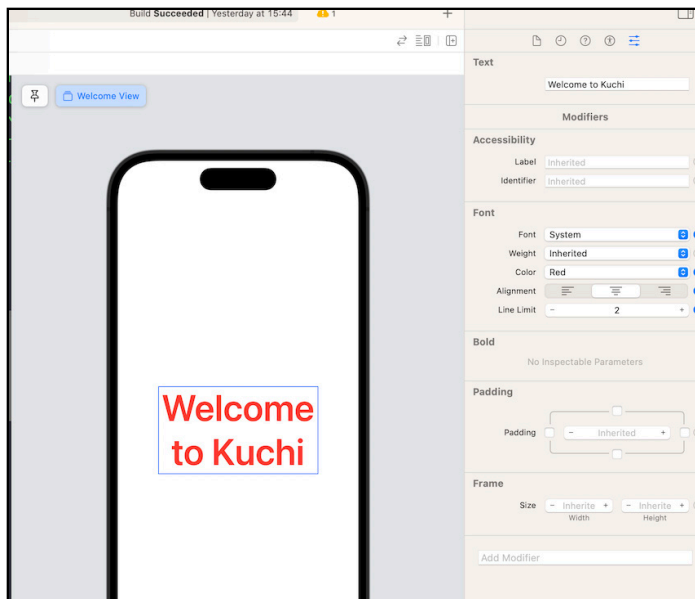 Build Succeeded | Yesterday at 15:44
1
Welcome View
Welcome
to Kuchi
Text
Welcome to Kuchi
Modifiers
Accessibility
Label Inherited
Identifier Inherited
Font
Font System
Weight Inherited
Color Red
Alignment
Line Limit - 2 +
Bold
No Inspectable Parameters
Padding
Padding - Inherited +
Frame
Size - Inherite + - Inherite +
Width Height
Add Modifier